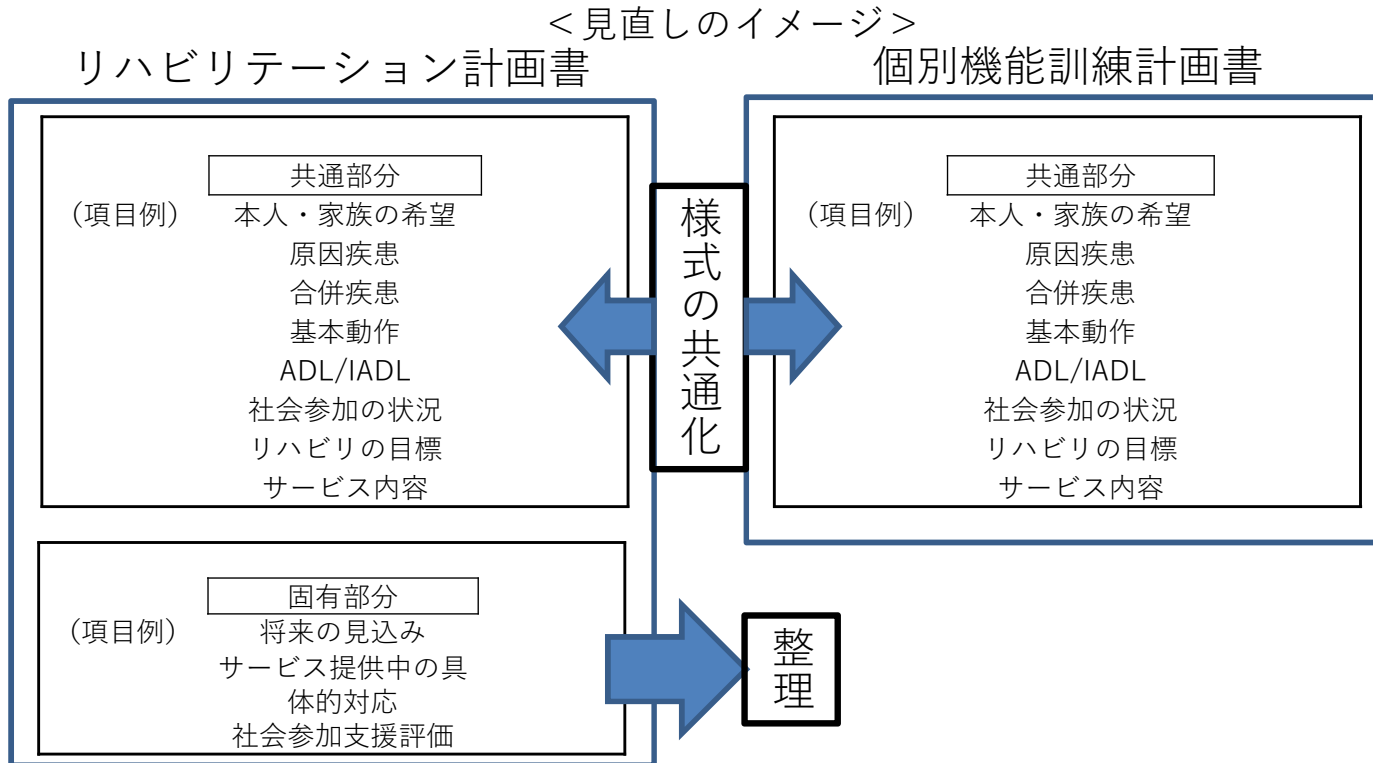 ＜見直しのイメージ＞
リハビリテーション計画書
共通部分
（項目例）
本人・家族の希望
原因疾患
合併疾患
基本動作
ADL/IADL
社会参加の状況
リハビリの目標
サービス内容
固有部分
（項目例）
将来の見込み
サービス提供中の具
体的対応
社会参加支援評価
様式の共通化
整理
個別機能訓練計画書
共通部分
（項目例）
本人・家族の希望
原因疾患
合併疾患
基本動作
ADL/IADL
社会参加の状況
リハビリの目標
サービス内容